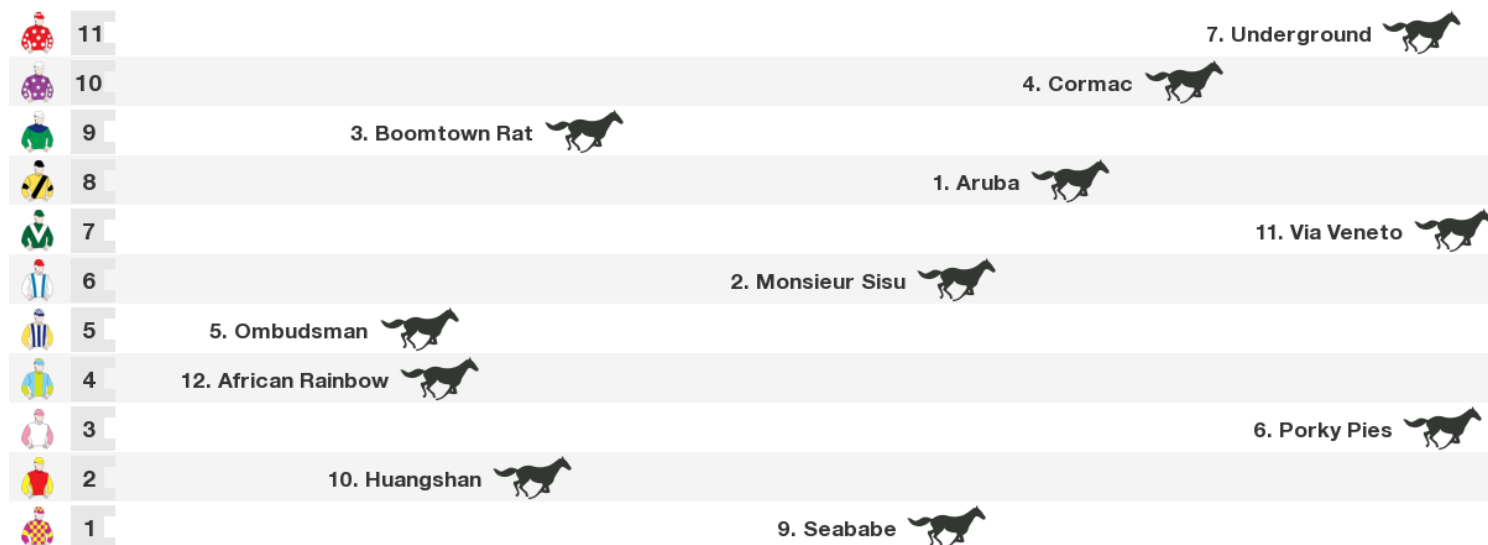 11 7. Underground
10 4. Cormac
9 3. Boomtown Rat
8 1. Aruba
7 11. Via Veneto
6 2. Monsieur Sisu
5 5. Ombudsman
4 12. African Rainbow
3 6. Porky Pies
2 10. Huangshan
1 9. Seababe